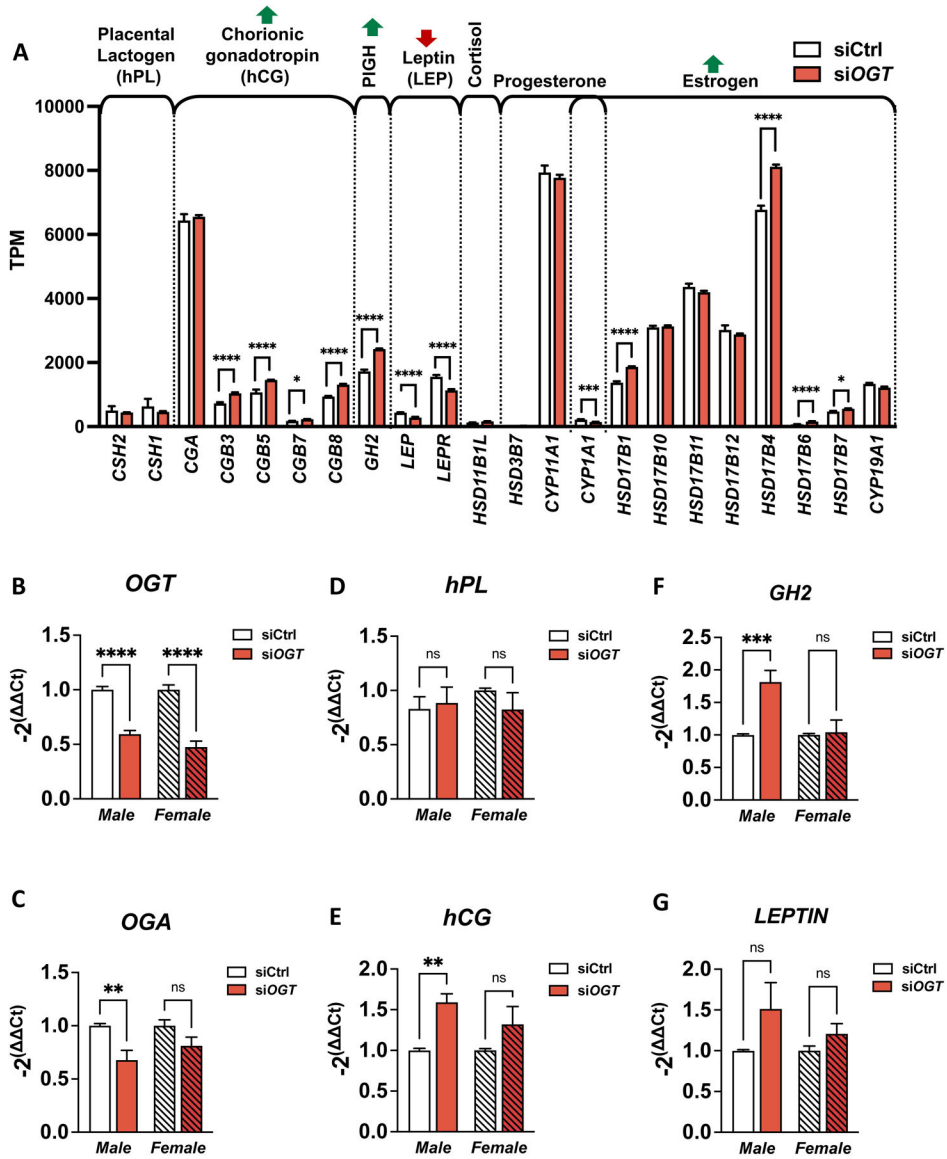 A
Placental
Lactogen
(hPL)
Chorionic
gonadotropin
(hCG)
PlGH
Leptin
(LEP)
Cortisol
Progesterone
Estrogen
siCtrl
siOGT
TPM
10000
8000
6000
4000
2000
0
****
****
*
****
****
****
****
***
****
****
****
*
CSH2
CSH1
CGA
CGB3
CGB5
CGB7
CGB8
GH2
LEP
LEPR
HSD11B1L
HSD3B7
CYP11A1
CYP1A1
HSD17B1
HSD17B10
HSD17B11
HSD17B12
HSD17B4
HSD17B6
HSD17B7
CYP19A1
B
OGT
siCtrl
siOGT
-2(ΔΔCt)
1.5
1.0
0.5
0.0
**** ****
Male Female
D
hPL
siCtrl
siOGT
-2(ΔΔCt)
1.5
1.0
0.5
0.0
ns ns
Male Female
F
GH2
siCtrl
siOGT
-2(ΔΔCt)
2.5
2.0
1.5
1.0
0.5
0.0
*** ns
Male Female
C
OGA
siCtrl
siOGT
-2(ΔΔCt)
1.5
1.0
0.5
0.0
** ns
Male Female
E
hCG
siCtrl
siOGT
-2(ΔΔCt)
2.0
1.5
1.0
0.5
0.0
** ns
Male Female
G
LEPTIN
siCtrl
siOGT
-2(ΔΔCt)
2.0
1.5
1.0
0.5
0.0
ns ns
Male Female